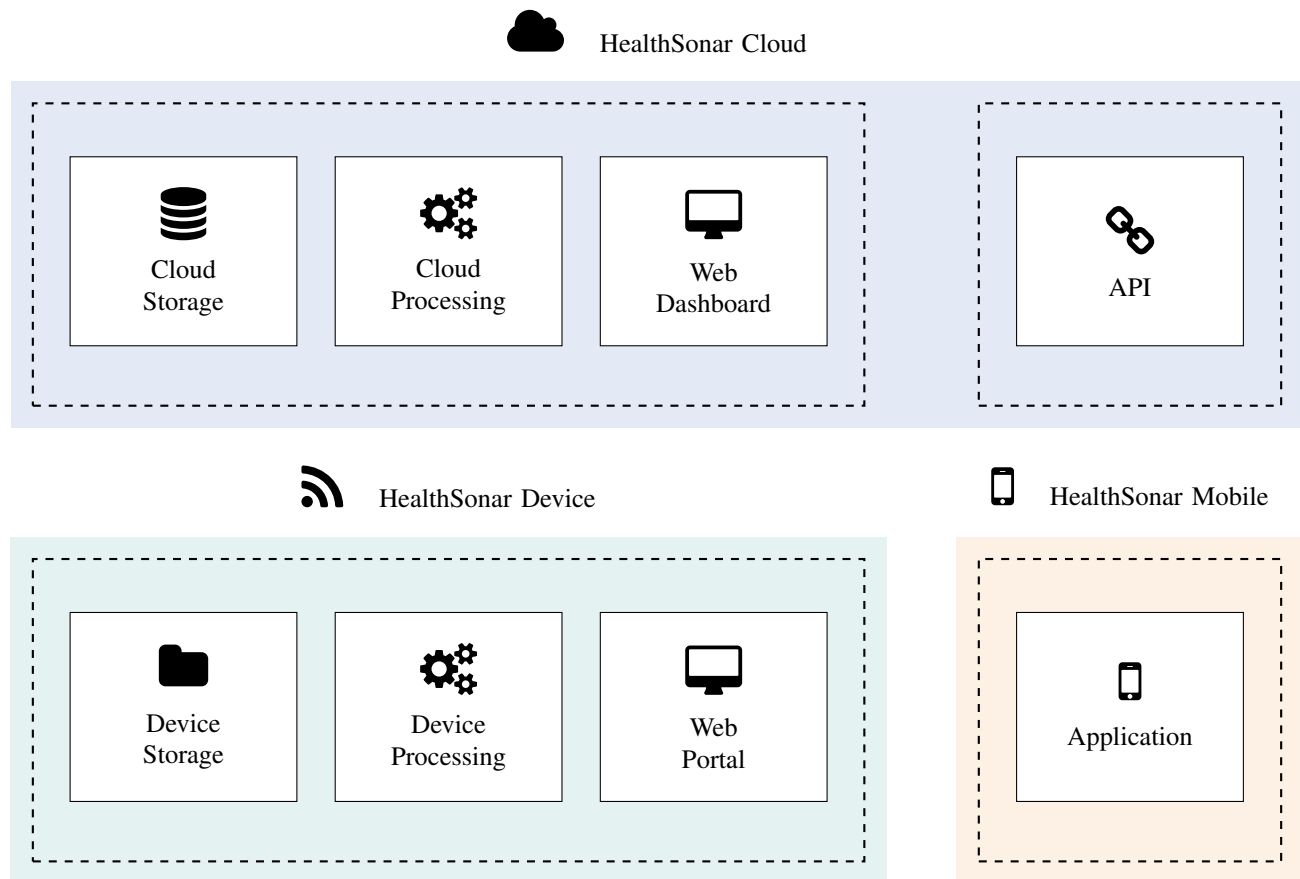 HealthSonar Cloud
Cloud
Storage
Cloud
Processing
Web
Dashboard
API
HealthSonar Device
HealthSonar Mobile
Device
Storage
Device
Processing
Web
Portal
Application